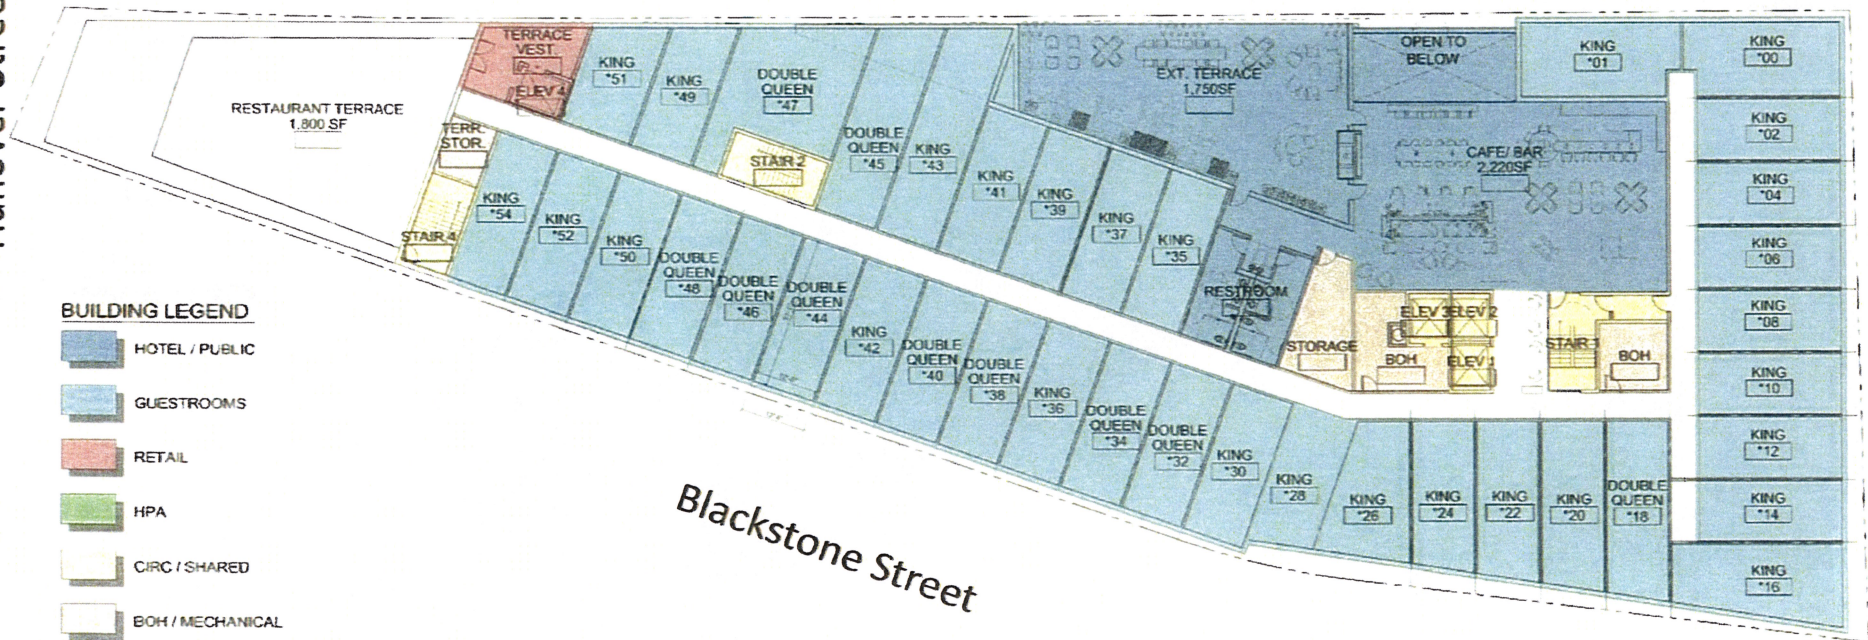 RESTAURANT TERRACE
1,800 SF
TERRACE
VEST.
ELEV 4
TERR.
STOR.
STAIR 4
KING
*51
KING
*49
DOUBLE
QUEEN
*47
STAIR 2
DOUBLE
QUEEN
*45
KING
*43
KING
*41
KING
*39
KING
*37
KING
*35
EXT. TERRACE
1,750SF
OPEN TO
BELOW
CAFE/ BAR
2,220SF
RESTROOM
STORAGE
BOH
ELEV 3
ELEV 2
ELEV 1
STAIR 1
BOH
KING
*01
KING
*00
KING
*02
KING
*04
KING
*06
KING
*08
KING
*10
KING
*12
KING
*14
KING
*16
KING
*54
KING
*52
KING
*50
DOUBLE
QUEEN
*48
DOUBLE
QUEEN
*46
DOUBLE
QUEEN
*44
KING
*42
DOUBLE
QUEEN
*40
DOUBLE
QUEEN
*38
KING
*36
DOUBLE
QUEEN
*34
DOUBLE
QUEEN
*32
KING
*30
KING
*28
KING
*26
KING
*24
KING
*22
KING
*20
DOUBLE
QUEEN
*18
Blackstone Street
BUILDING LEGEND
HOTEL / PUBLIC
GUESTROOMS
RETAIL
HPA
CIRC / SHARED
BOH / MECHANICAL